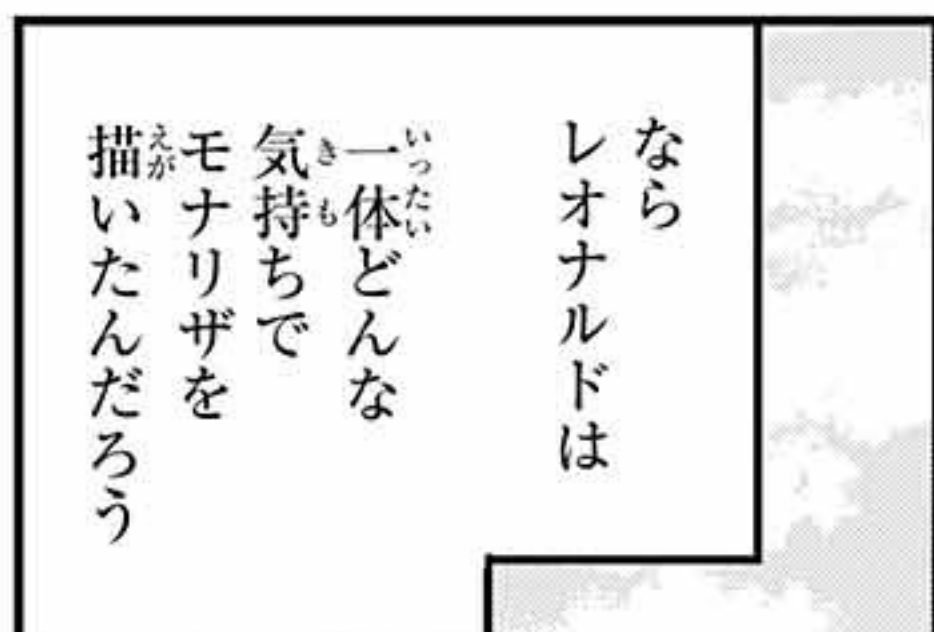 なら
レオナルドは
一体どんな
気持ちで
モナリザを
描いたんだろう